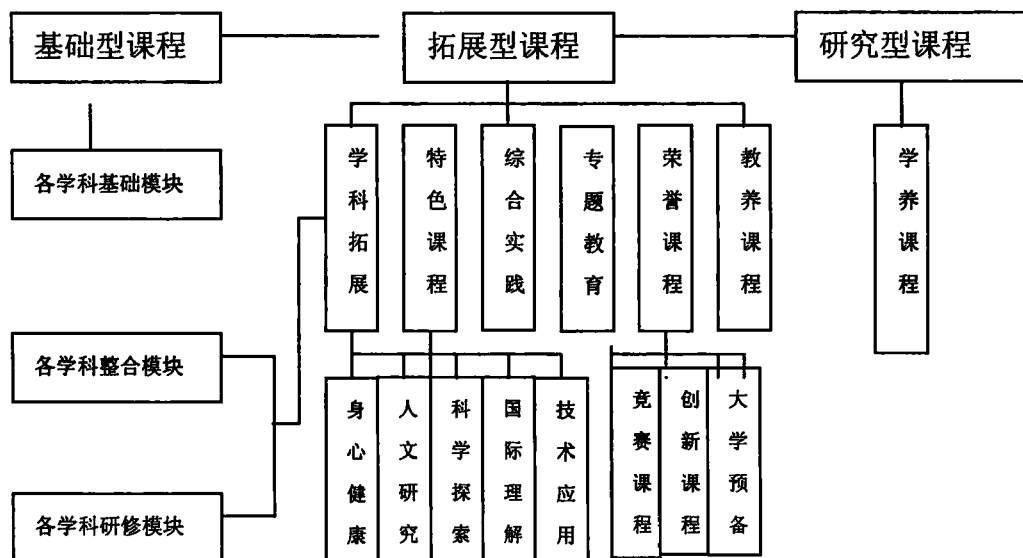 基础型课程
拓展型课程
研究型课程
各学科基础模块
各学科整合模块
各学科研修模块
学科拓展
特色课程
综合实践
专题教育
荣誉课程
教养课程
学养课程
身心健康
人文研究
科学探索
国际理解
技术应用
竞赛课程
创新课程
大学预备